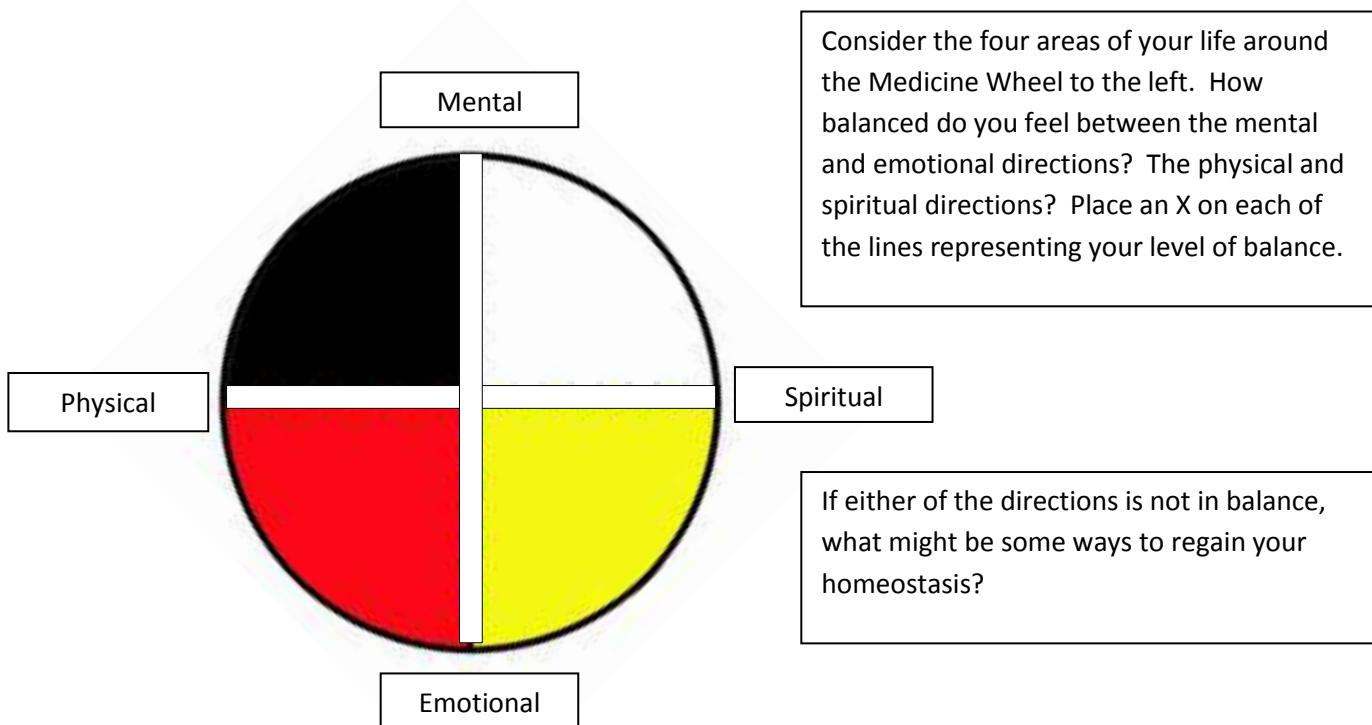 Mental
Consider the four areas of your life around
the Medicine Wheel to the left.  How
balanced do you feel between the mental
and emotional directions?  The physical and
spiritual directions?  Place an X on each of
the lines representing your level of balance.
Physical
Spiritual
If either of the directions is not in balance,
what might be some ways to regain your
homeostasis?
Emotional